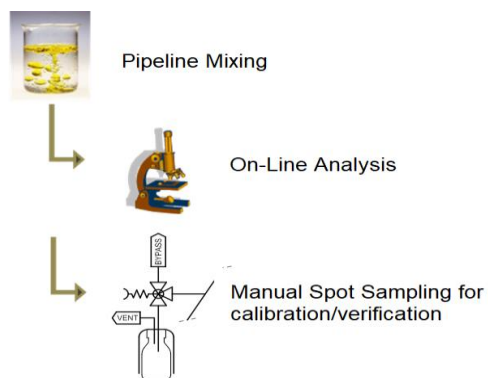 Pipeline Mixing
On-Line Analysis
BYPASS
Manual Spot Sampling for
calibration/verification
VENT